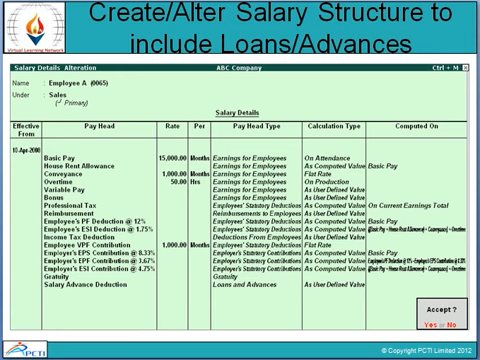 Create/Alter Salary Structure to
include Loans/Advances
Virtual Learning Network
Salary Details Alteration ABC Company Ctrl + M
Name : Employee A (0065)
Under : Sales
(↲ Primary)
Salary Details
Effective From Pay Head Rate Per Pay Head Type Calculation Type Computed On
Basic Pay 15,000.00 Months Earnings for Employees On Attendance
House Rent Allowance Earnings for Employees As Computed Value Basic Pay
Conveyance 1,000.00 Months Earnings for Employees Flat Rate
Overtime 50.00 Hrs Earnings for Employees On Production
Variable Pay Earnings for Employees As User Defined Value
Bonus Earnings for Employees As User Defined Value
Professional Tax Employees' Statutory Deductions As Computed Value On Current Earnings Total
Reimbursement Reimbursements to Employees As User Defined Value
Employee's PF Deduction @ 12% Employees' Statutory Deductions As Computed Value Basic Pay
Employee's ESI Deduction @ 1.75% Employees' Statutory Deductions As Computed Value
Income Tax Deduction Deductions From Employees As User Defined Value
Employee VPF Contribution 1,000.00 Months Employees' Statutory Deductions Flat Rate
Employer's EPS Contribution @ 8.33% Employer's Statutory Contributions As Computed Value Basic Pay
Employer's EPF Contribution @ 3.67% Employer's Statutory Contributions As Computed Value
Employer's ESI Contribution @ 4.75% Employer's Statutory Contributions As Computed Value
Gratuity Gratuity
Salary Advance Deduction Loans and Advances As User Defined Value
Accept ?
Yes or No
PCTI
© Copyright PCTI Limited 2012